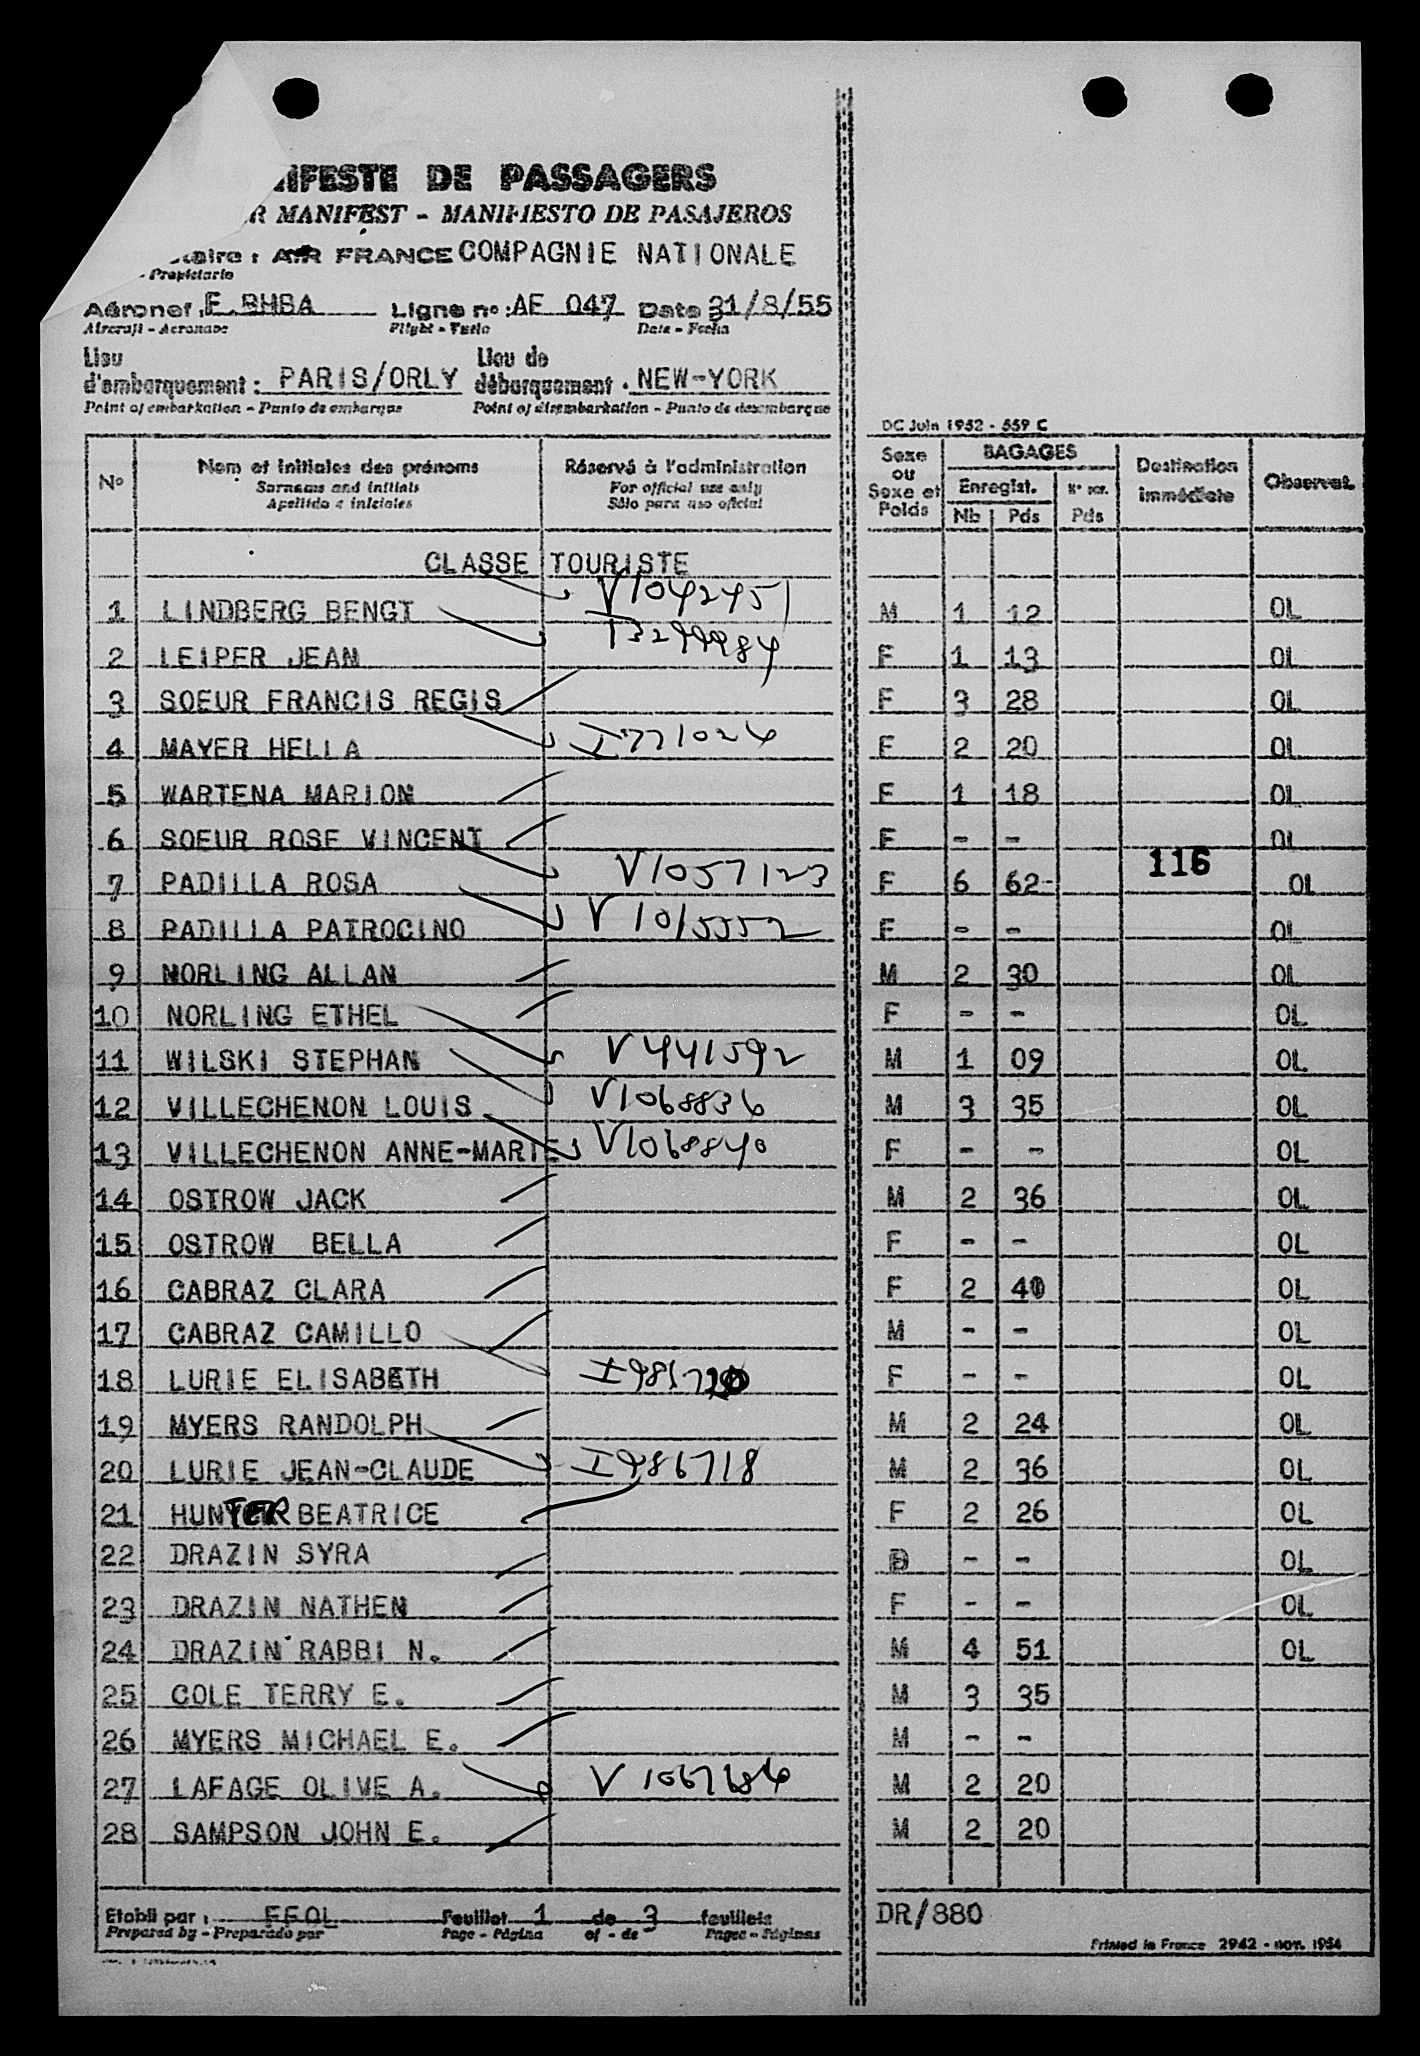 IFESTE DE PASSAGERS
R MANIFEST - MANIFIESTO DE PASAJEROS
taire : AIR FRANCE COMPAGNIE NATIONALE
- Propietario
Aéronef : F.BHBA Ligne no : AF 047 Date 31/8/55
Aircraft - Aeronave Flight - Vuelo Date - Fecha
Lieu d'embarquement : PARIS/ORLY Lieu de débarquement . NEW-YORK
Point of embarkation - Punto de embarque Point of disembarkation - Punto de desembarque
DC Juin 1952 - 559 C
No Nom et initiales des prénoms Réservé à l'administration Sexe ou Sexe et Poids BAGAGES Destination immédiate Observat.
Surname and initials For official use only Enregist.
Apellido e iniciales Sólo para uso oficial Nb Pds Pds
CLASSE TOURISTE
1 LINDBERG BENGT V1042451 M 1 12 OL
2 LEIPER JEAN F 1 13 OL
3 SOEUR FRANCIS REGIS F 3 28 OL
4 MAYER HELLA I771024 F 2 20 OL
5 WARTENA MARION F 1 18 OL
6 SOEUR ROSE VINCENT F - - OL
116
7 PADILLA ROSA V1057123 F 6 62- OL
8 PADILLA PATROCINO V1015552 F - - OL
9 NORLING ALLAN M 2 30 OL
10 NORLING ETHEL F - - OL
11 WILSKI STEPHAN V441592 M 1 09 OL
12 VILLECHENON LOUIS V1068836 M 3 35 OL
13 VILLECHENON ANNE-MARIE V1068840 F - - OL
14 OSTROW JACK M 2 36 OL
15 OSTROW BELLA F - - OL
16 CABRAZ CLARA F 2 40 OL
17 CABRAZ CAMILLO M - - OL
18 LURIE ELISABETH F - - OL
19 MYERS RANDOLPH M 2 24 OL
20 LURIE JEAN-CLAUDE I986718 M 2 36 OL
21 HUNTER BEATRICE F 2 26 OL
22 DRAZIN SYRA - - OL
23 DRAZIN NATHEN F - - OL
24 DRAZIN RABBI N. M 4 51 OL
25 COLE TERRY E. M 3 35
26 MYERS MICHAEL E. M - -
27 LAFAGE OLIVE A. V1067686 M 2 20
28 SAMPSON JOHN E. M 2 20
Etabli par : FFOL Feuillet 1 de 3 feuillets DR/880
Prepared by - Preparado por Page - Página of - de Pages - Páginas
Printed in France 2942 - nov. 1954